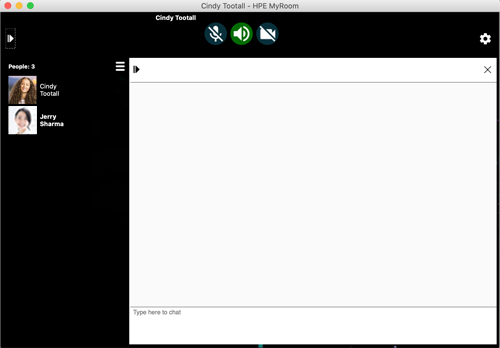 Cindy Tootall - HPE MyRoom
Cindy Tootall
People: 3
Cindy
Tootall
Jerry
Sharma
Type here to chat